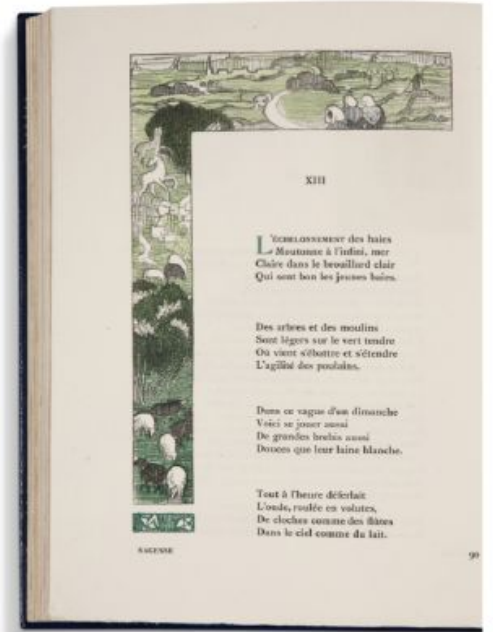 XIII
L'ÉCHELONNEMENT des haies
Moutonne à l'infini, mer
Claire dans le brouillard clair
Qui sent bon les jeunes baies.
Des arbres et des moulins
Sont légers sur le vert tendre
Où vient s'ébattre et s'étendre
L'agilité des poulains.
Dans ce vague d'un dimanche
Voici se jouer aussi
De grandes brebis aussi
Douces que leur laine blanche.
Tout à l'heure déferlait
L'onde, roulée en volutes,
De cloches comme des flûtes
Dans le ciel comme du lait.
SAGESSE
90